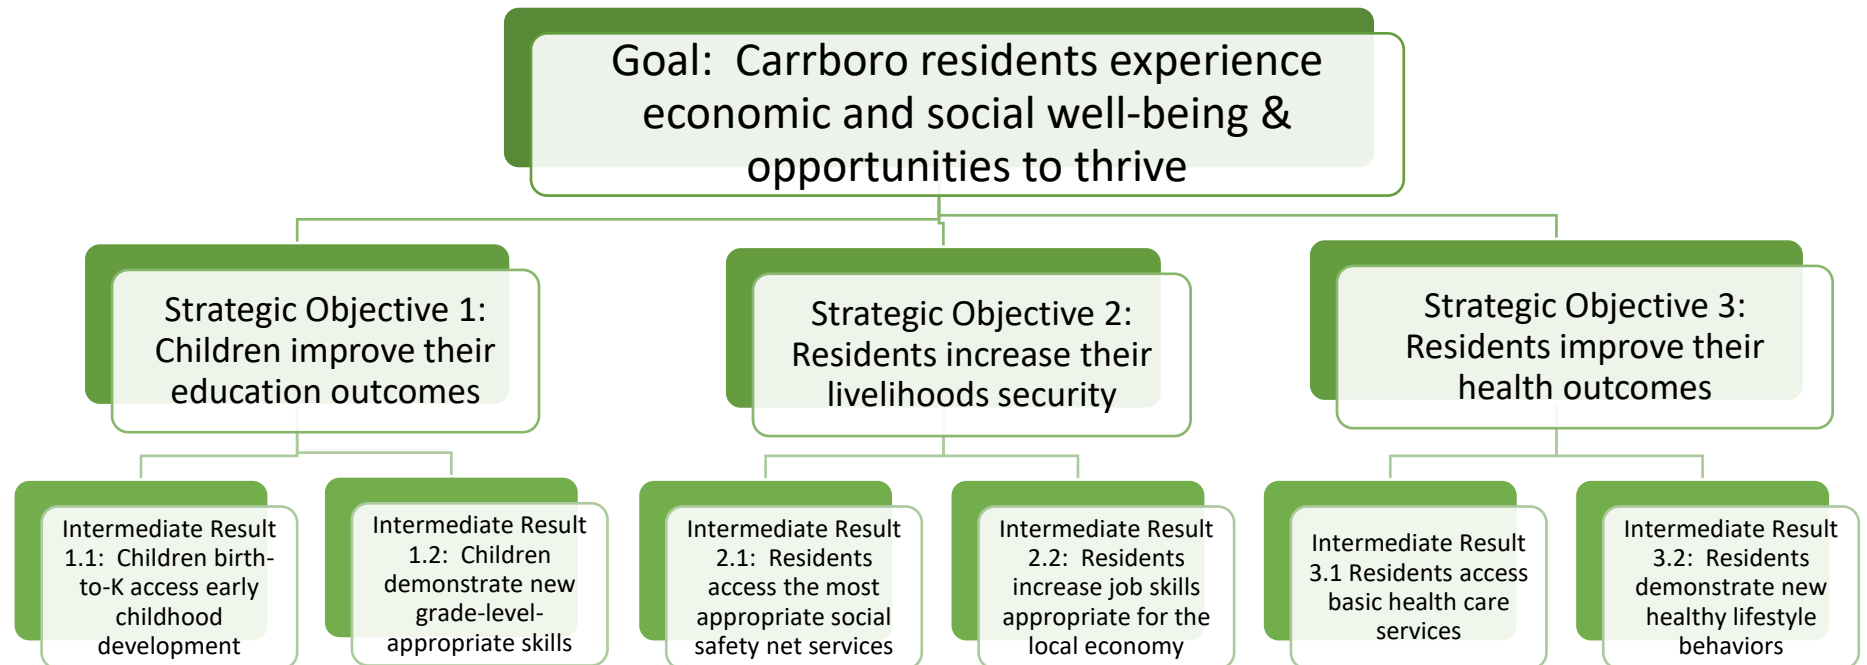 Goal:  Carrboro residents experience
economic and social well-being &
opportunities to thrive
Strategic Objective 1:
Children improve their
education outcomes
Strategic Objective 2:
Residents increase their
livelihoods security
Strategic Objective 3:
Residents improve their
health outcomes
Intermediate Result
1.1:  Children birth-
to-K access early
childhood
development
Intermediate Result
1.2:  Children
demonstrate new
grade-level-
appropriate skills
Intermediate Result
2.1:  Residents
access the most
appropriate social
safety net services
Intermediate Result
2.2:  Residents
increase job skills
appropriate for the
local economy
Intermediate Result
3.1 Residents access
basic health care
services
Intermediate Result
3.2:  Residents
demonstrate new
healthy lifestyle
behaviors